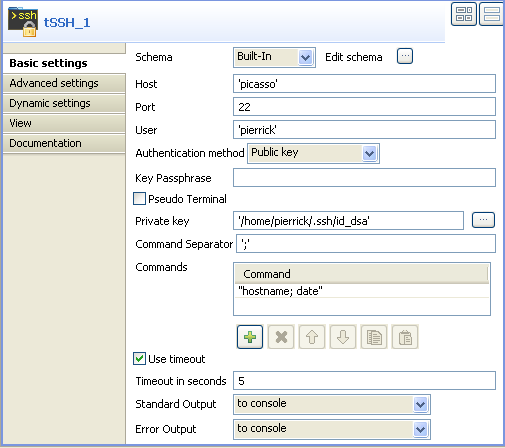 >ssh
tSSH_1
Basic settings
Advanced settings
Dynamic settings
View
Documentation
Schema Built-In Edit schema ...
Host 'picasso'
Port 22
User 'pierrick'
Authentication method Public key
Key Passphrase
Pseudo Terminal
Private key '/home/pierrick/.ssh/id_dsa' ...
Command Separator ';'
Commands
Command
"hostname; date"
Use timeout
Timeout in seconds 5
Standard Output to console
Error Output to console